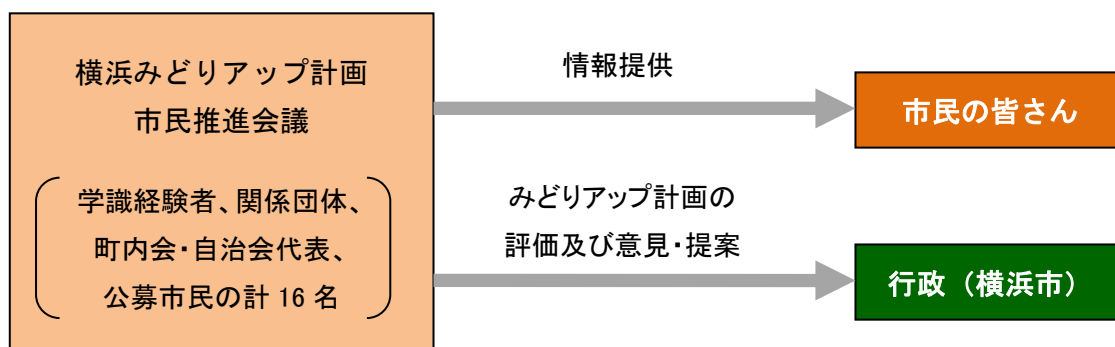 横浜みどりアップ計画
市民推進会議
学識経験者、関係団体、
町内会・自治会代表、
公募市民の計 16 名
情報提供
市民の皆さん
みどりアップ計画の
評価及び意見・提案
行政（横浜市）